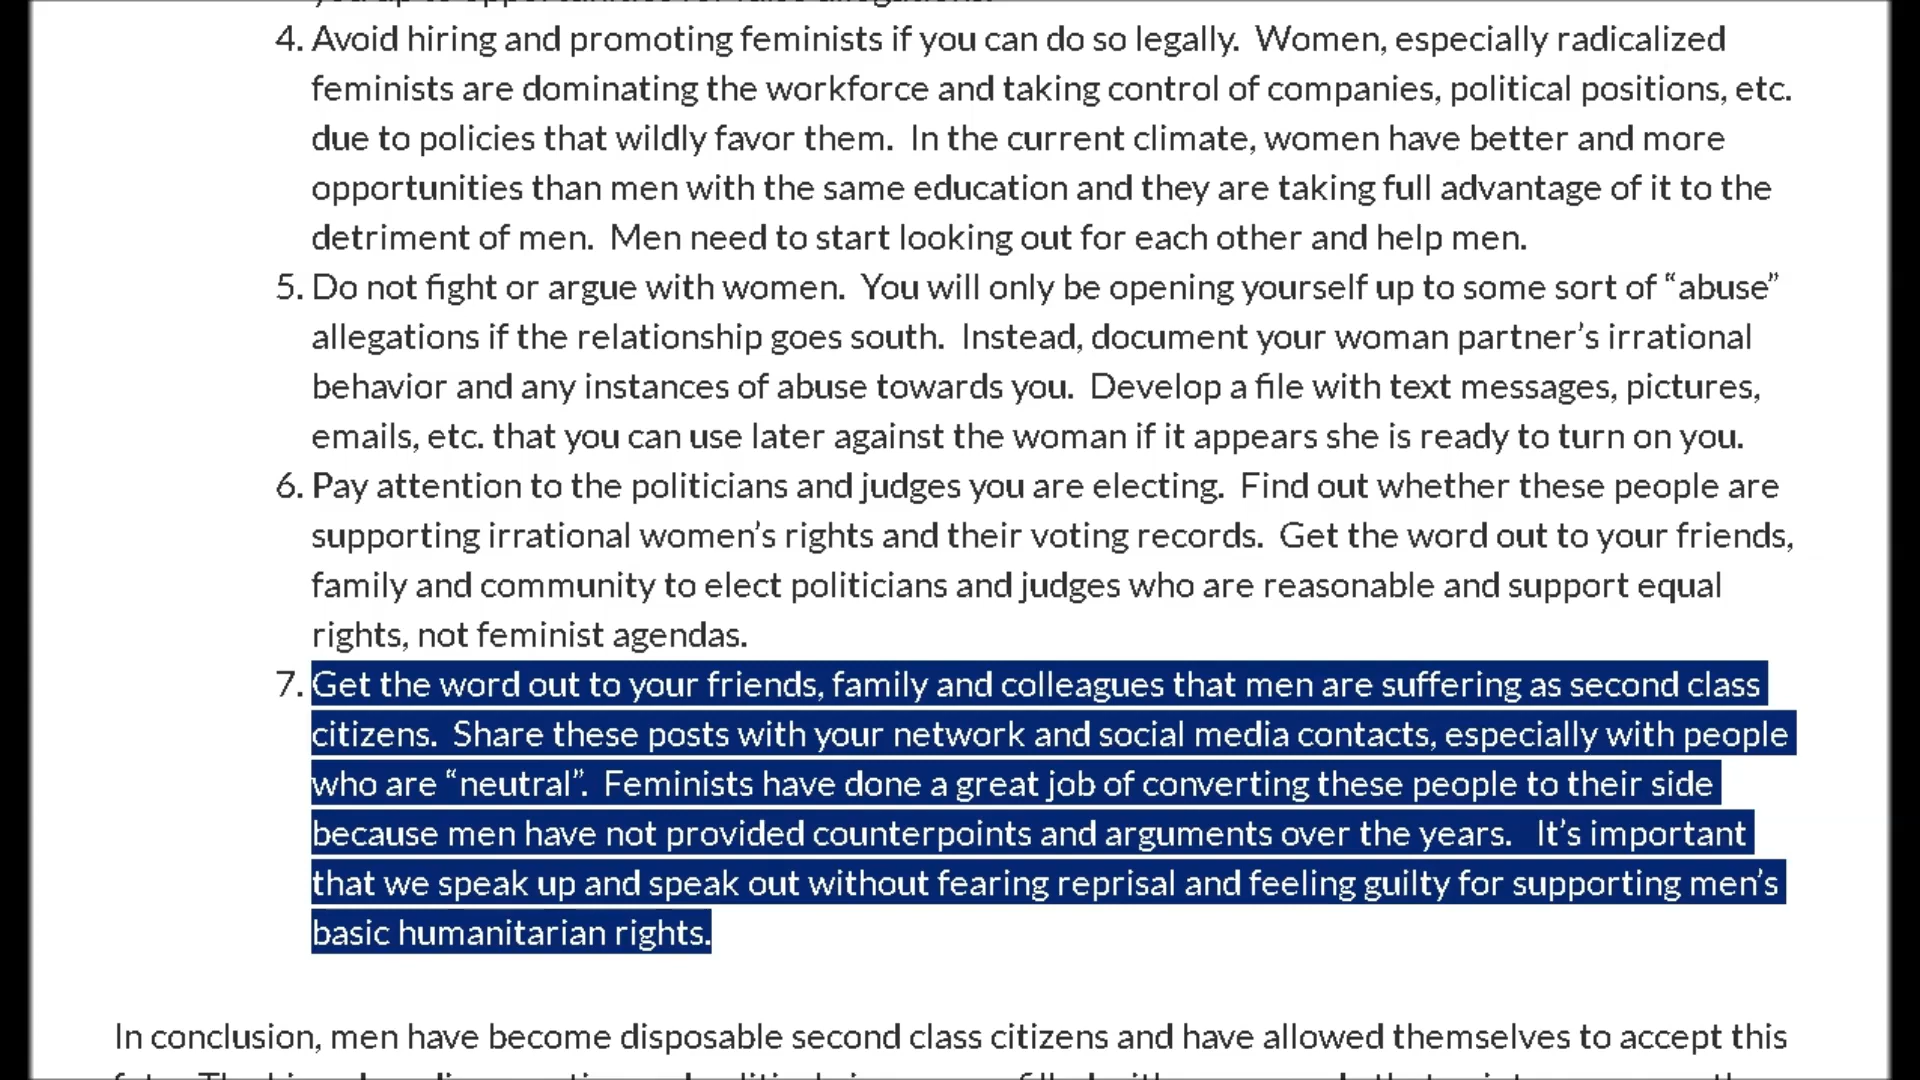 4. Avoid hiring and promoting feminists if you can do so legally.  Women, especially radicalized
feminists are dominating the workforce and taking control of companies, political positions, etc.
due to policies that wildly favor them.  In the current climate, women have better and more
opportunities than men with the same education and they are taking full advantage of it to the
detriment of men.  Men need to start looking out for each other and help men.
5. Do not fight or argue with women.  You will only be opening yourself up to some sort of “abuse”
allegations if the relationship goes south.  Instead, document your woman partner’s irrational
behavior and any instances of abuse towards you.  Develop a file with text messages, pictures,
emails, etc. that you can use later against the woman if it appears she is ready to turn on you.
6. Pay attention to the politicians and judges you are electing.  Find out whether these people are
supporting irrational women’s rights and their voting records.  Get the word out to your friends,
family and community to elect politicians and judges who are reasonable and support equal
rights, not feminist agendas.
7. Get the word out to your friends, family and colleagues that men are suffering as second class
citizens.  Share these posts with your network and social media contacts, especially with people
who are “neutral”.  Feminists have done a great job of converting these people to their side
because men have not provided counterpoints and arguments over the years.   It’s important
that we speak up and speak out without fearing reprisal and feeling guilty for supporting men’s
basic humanitarian rights.
In conclusion, men have become disposable second class citizens and have allowed themselves to accept this